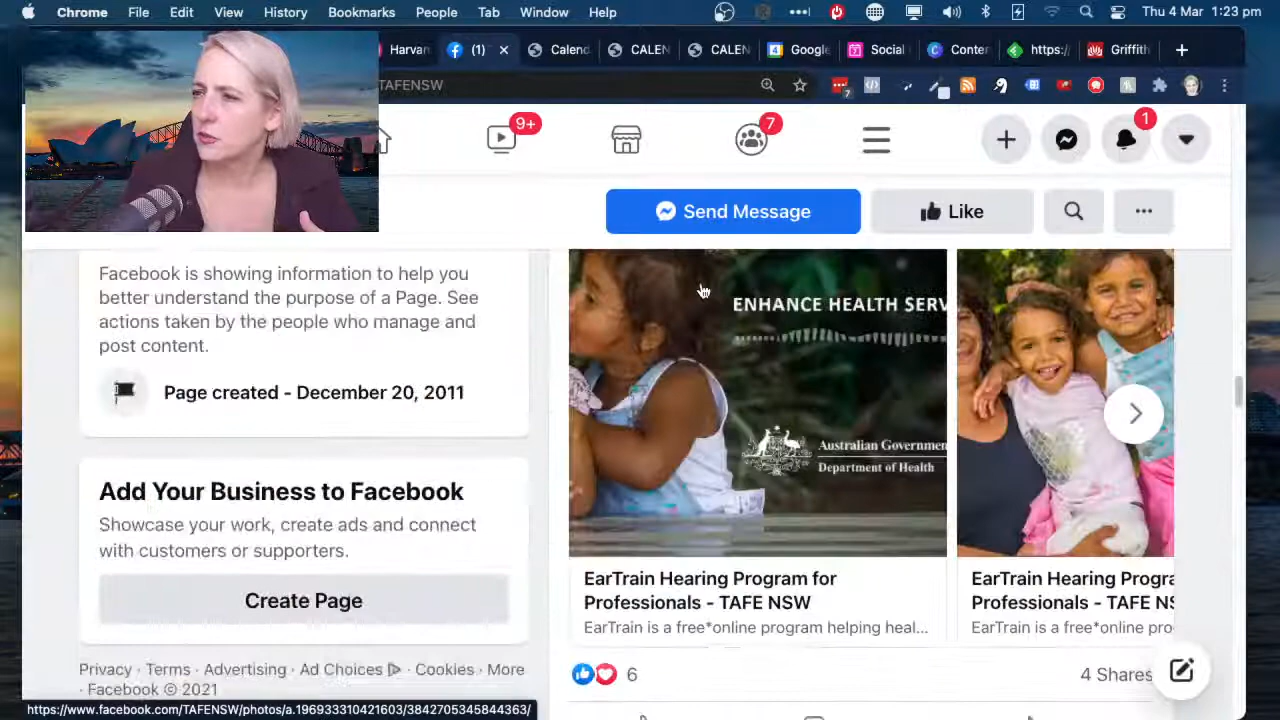 Chrome File Edit View History Bookmarks People Tab Window Help Thu 4 Mar 1:23 pm
Harvar (1) Calend CALEN CALEN Google Social Conter https:/ Griffith
TAFENSW
7
9+
7
1
Send Message
Like
Facebook is showing information to help you
better understand the purpose of a Page. See
actions taken by the people who manage and
post content.
Page created - December 20, 2011
Add Your Business to Facebook
Showcase your work, create ads and connect
with customers or supporters.
Create Page
Privacy · Terms · Advertising · Ad Choices · Cookies · More
· Facebook © 2021
https://www.facebook.com/TAFENSW/photos/a.196933310421603/3842705345844363/
ENHANCE HEALTH SERV
Australian Governmen
Department of Health
EarTrain Hearing Program for
Professionals - TAFE NSW
EarTrain is a free*online program helping heal...
EarTrain Hearing Progra
Professionals - TAFE NS
EarTrain is a free*online pro
6
4 Shares